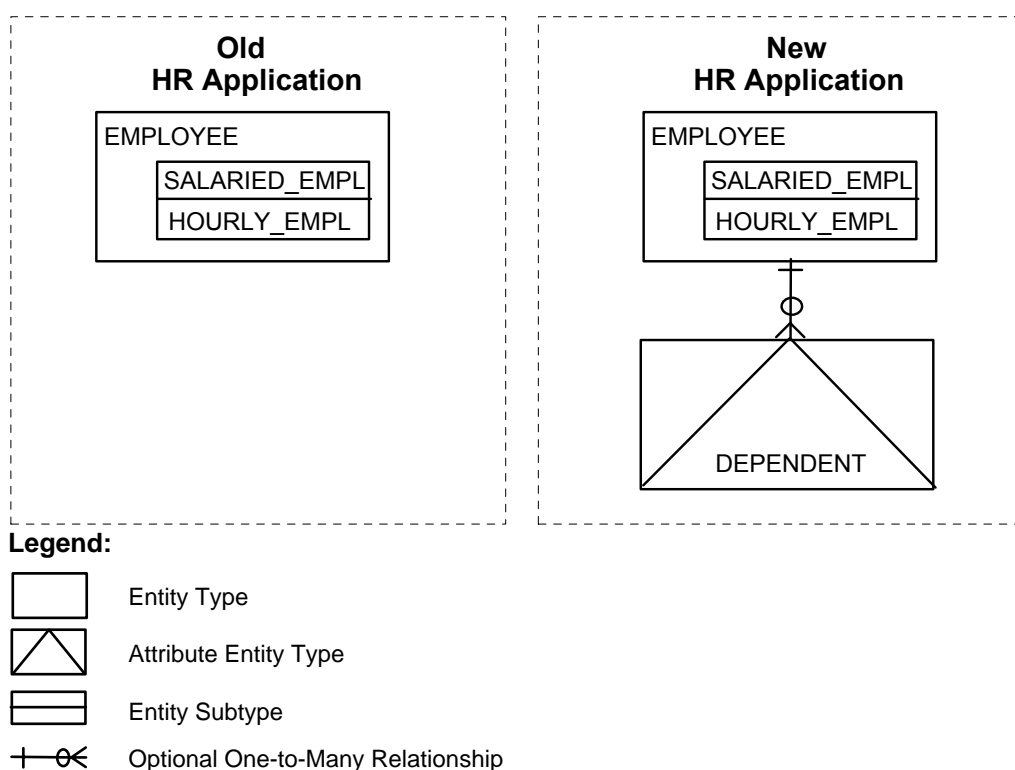 Old
HR Application
EMPLOYEE
SALARIED_EMPL
HOURLY_EMPL
New
HR Application
EMPLOYEE
SALARIED_EMPL
HOURLY_EMPL
DEPENDENT
Legend:
Entity Type
Attribute Entity Type
Entity Subtype
Optional One-to-Many Relationship